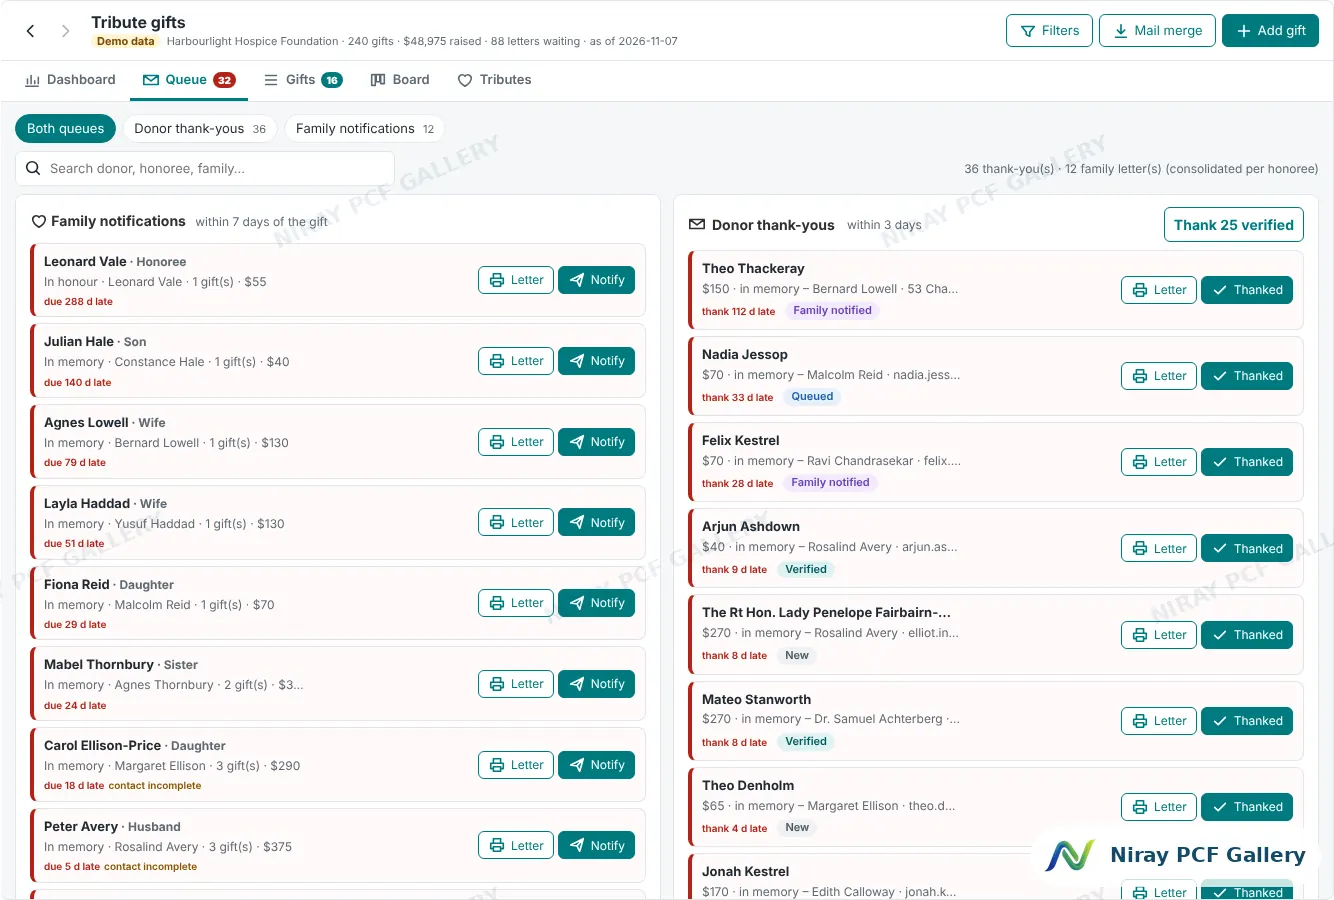 Tribute gifts
Demo data Harbourlight Hospice Foundation · 240 gifts · $48,975 raised · 88 letters waiting · as of 2026-11-07
Filters
Mail merge
Add gift
Dashboard
Queue 32
Gifts 16
Board
Tributes
Both queues
Donor thank-yous 36
Family notifications 12
Search donor, honoree, family...
36 thank-you(s) · 12 family letter(s) (consolidated per honoree)
Family notifications within 7 days of the gift
Leonard Vale · Honoree
In honour · Leonard Vale · 1 gift(s) · $55
due 288 d late
Letter
Notify
Julian Hale · Son
In memory · Constance Hale · 1 gift(s) · $40
due 140 d late
Letter
Notify
Agnes Lowell · Wife
In memory · Bernard Lowell · 1 gift(s) · $130
due 79 d late
Letter
Notify
Layla Haddad · Wife
In memory · Yusuf Haddad · 1 gift(s) · $130
due 51 d late
Letter
Notify
Fiona Reid · Daughter
In memory · Malcolm Reid · 1 gift(s) · $70
due 29 d late
Letter
Notify
Mabel Thornbury · Sister
In memory · Agnes Thornbury · 2 gift(s) · $3...
due 24 d late
Letter
Notify
Carol Ellison-Price · Daughter
In memory · Margaret Ellison · 3 gift(s) · $290
due 18 d late contact incomplete
Letter
Notify
Peter Avery · Husband
In memory · Rosalind Avery · 3 gift(s) · $375
due 5 d late contact incomplete
Letter
Notify
Donor thank-yous within 3 days
Thank 25 verified
Theo Thackeray
$150 · in memory – Bernard Lowell · 53 Cha...
thank 112 d late Family notified
Letter
Thanked
Nadia Jessop
$70 · in memory – Malcolm Reid · nadia.jess...
thank 33 d late Queued
Letter
Thanked
Felix Kestrel
$70 · in memory – Ravi Chandrasekar · felix....
thank 28 d late Family notified
Letter
Thanked
Arjun Ashdown
$40 · in memory – Rosalind Avery · arjun.as...
thank 9 d late Verified
Letter
Thanked
The Rt Hon. Lady Penelope Fairbairn-...
$270 · in memory – Rosalind Avery · elliot.in...
thank 8 d late New
Letter
Thanked
Mateo Stanworth
$270 · in memory – Dr. Samuel Achterberg ·...
thank 8 d late Verified
Letter
Thanked
Theo Denholm
$65 · in memory – Margaret Ellison · theo.d...
thank 4 d late New
Letter
Thanked
Jonah Kestrel
$170 · in memory – Edith Calloway · jonah.k...
Letter
Thanked
Niray PCF Gallery
NIRAY PCF GALLERY
NIRAY PCF GALLERY